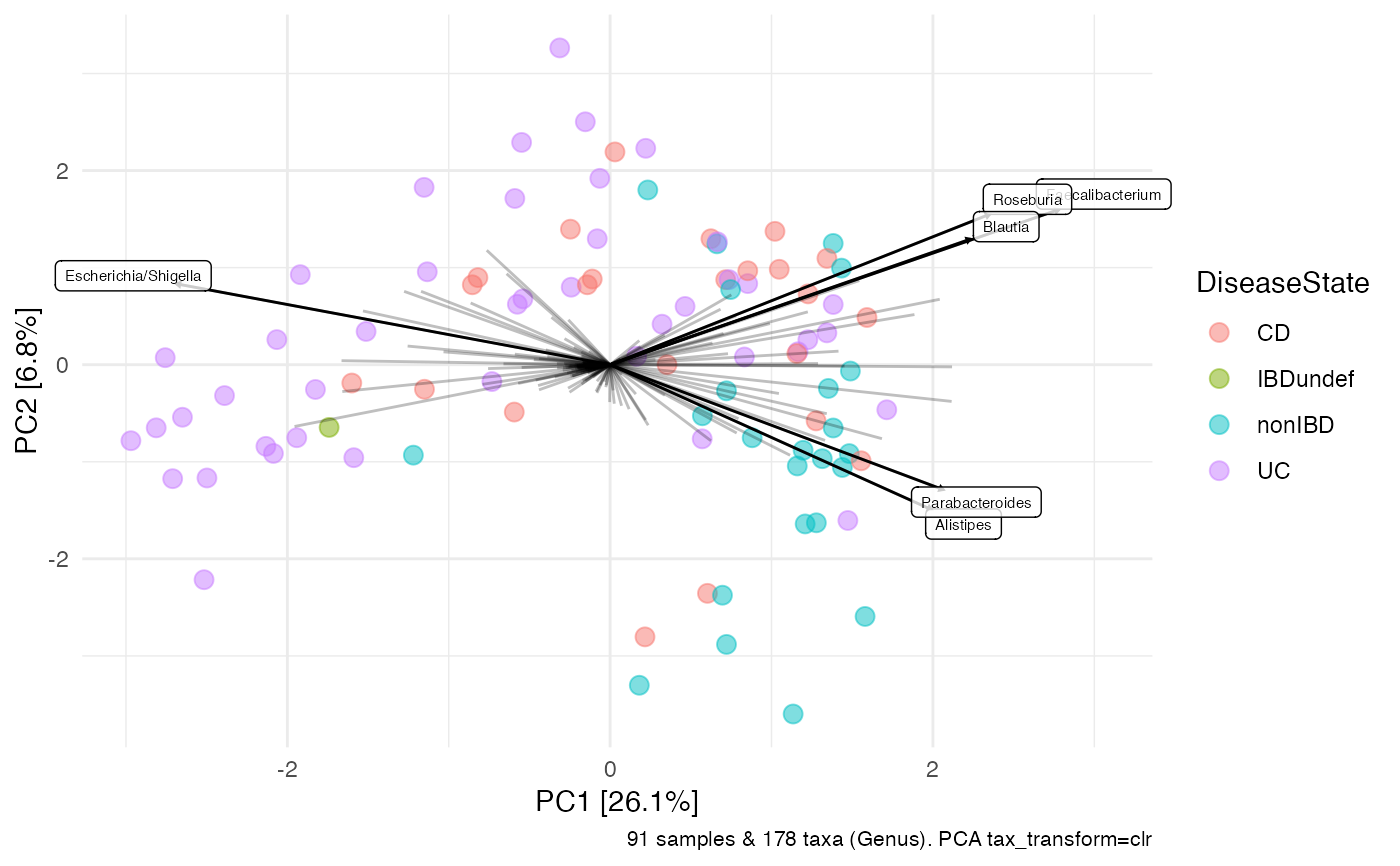 2
0
-2
PC2 [6.8%]
Faecalibacterium
Roseburia
Blautia
Escherichia/Shigella
Parabacteroides
Alistipes
-2
0
2
PC1 [26.1%]
91 samples & 178 taxa (Genus). PCA tax_transform=clr
DiseaseState
CD
IBDundef
nonIBD
UC